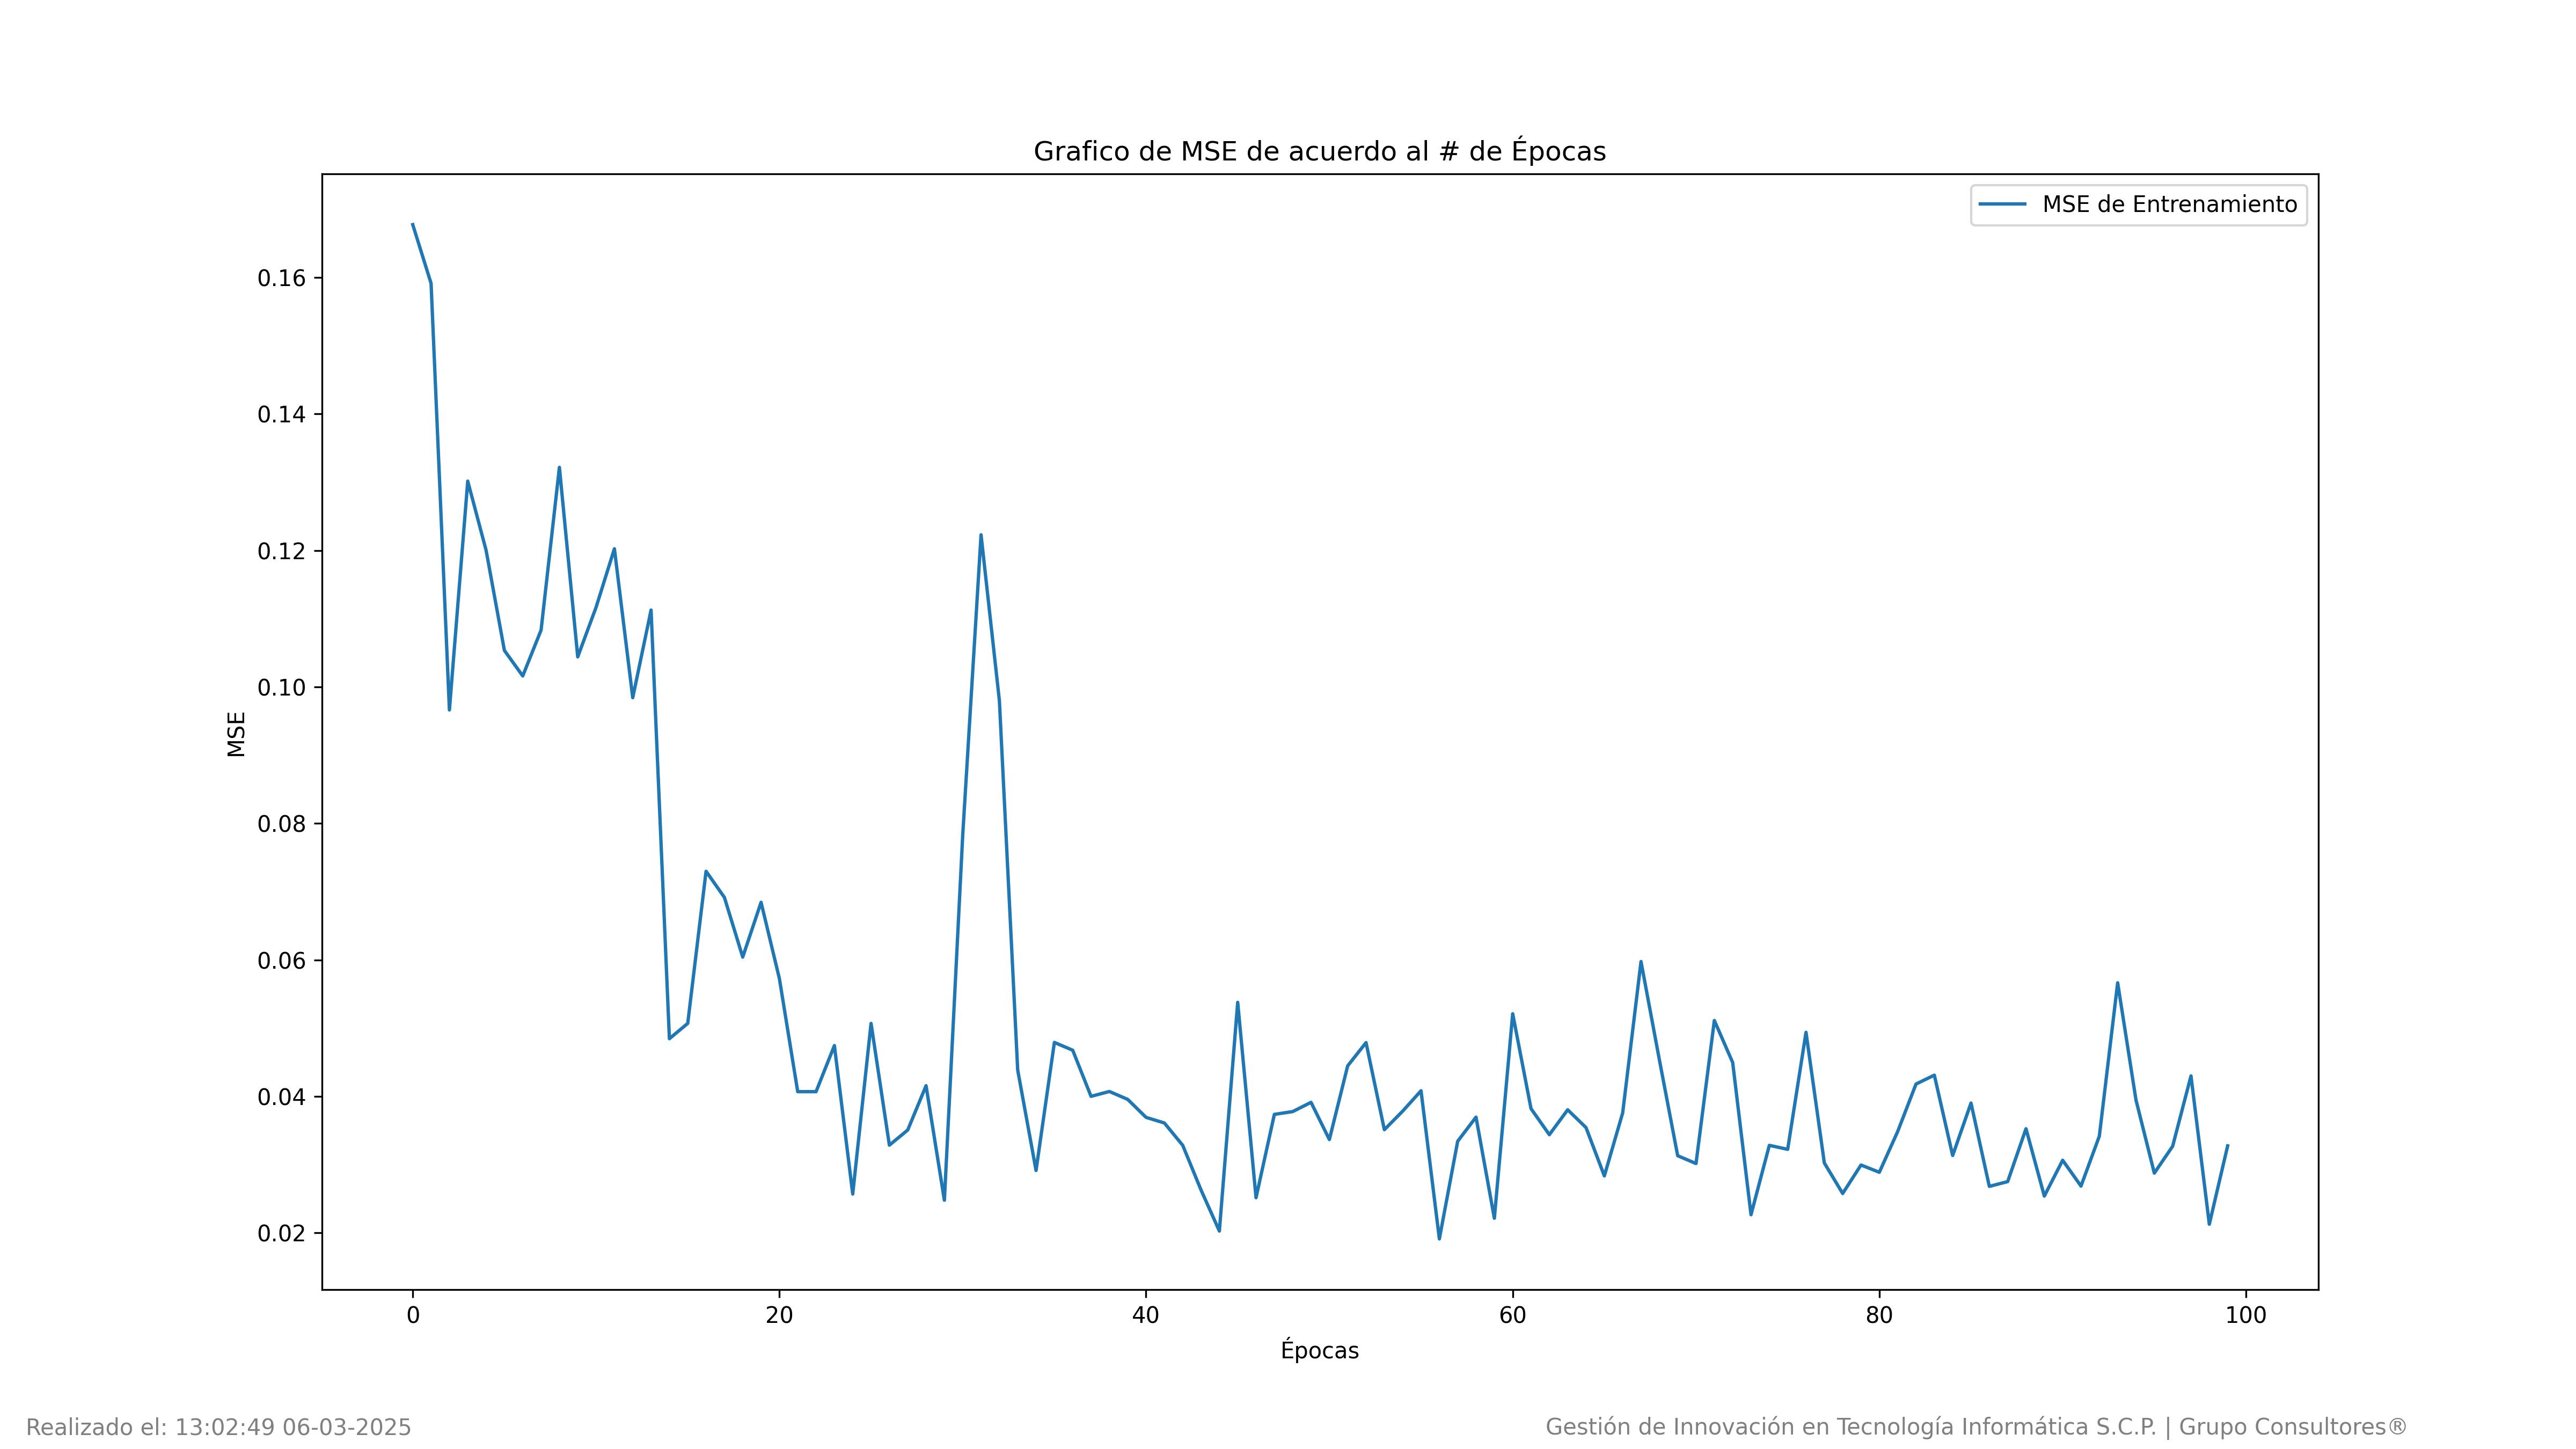 Grafico de MSE de acuerdo al # de Épocas
MSE de Entrenamiento
0.16
0.14
0.12
0.10
0.08
0.06
0.04
0.02
MSE
0
20
40
60
80
100
Épocas
Realizado el: 13:02:49 06-03-2025
Gestión de Innovación en Tecnología Informática S.C.P. | Grupo Consultores®